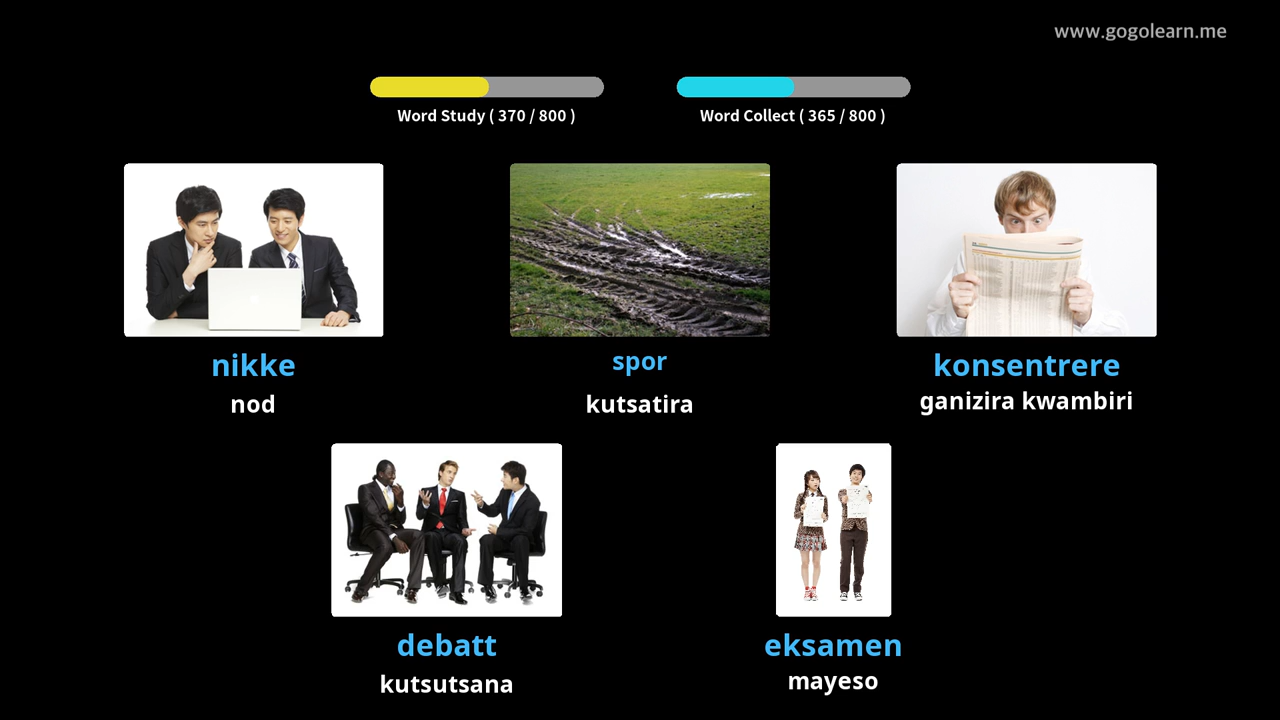 www.gogolearn.me
Word Study ( 370 / 800 )
Word Collect ( 365 / 800 )
nikke
nod
spor
kutsatira
konsentrere
ganizira kwambiri
debatt
kutsutsana
eksamen
mayeso